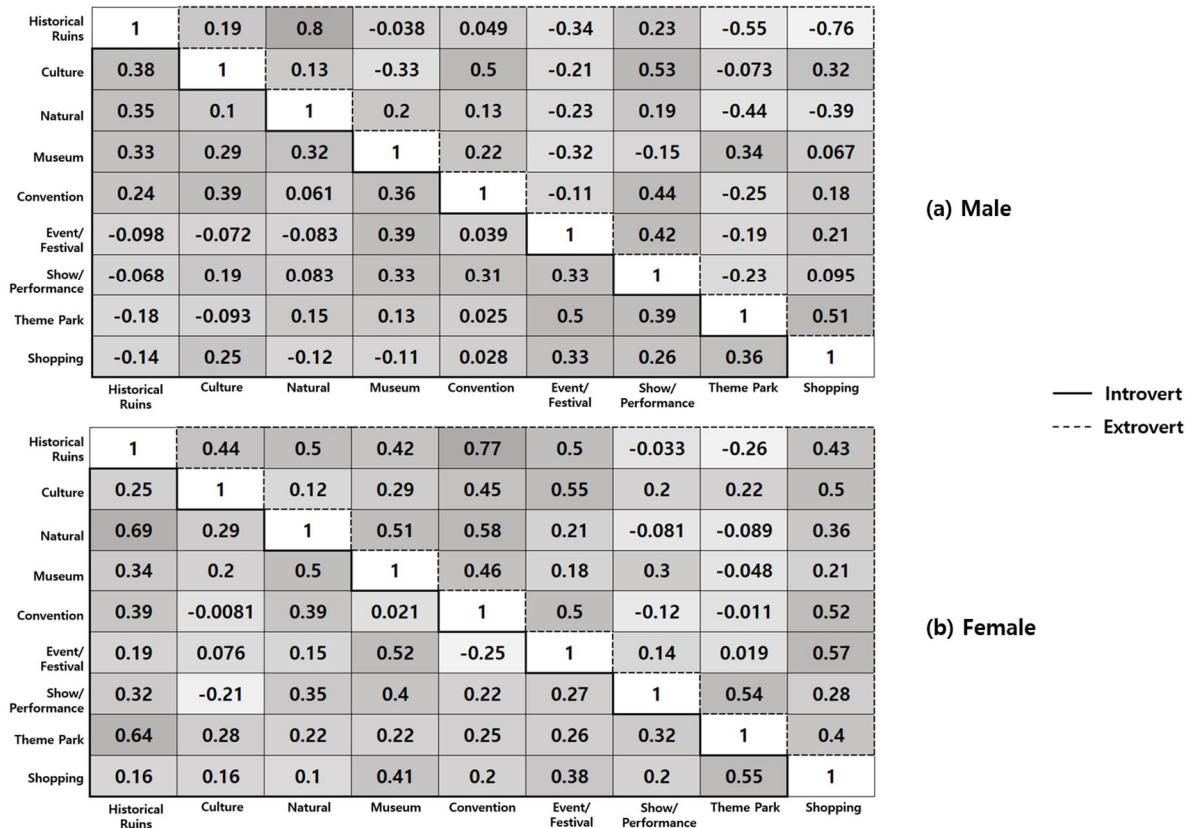 Historical
Ruins 1 0.19 0.8 -0.038 0.049 -0.34 0.23 -0.55 -0.76
Culture 0.38 1 0.13 -0.33 0.5 -0.21 0.53 -0.073 0.32
Natural 0.35 0.1 1 0.2 0.13 -0.23 0.19 -0.44 -0.39
Museum 0.33 0.29 0.32 1 0.22 -0.32 -0.15 0.34 0.067
Convention 0.24 0.39 0.061 0.36 1 -0.11 0.44 -0.25 0.18
(a) Male
Event/
Festival -0.098 -0.072 -0.083 0.39 0.039 1 0.42 -0.19 0.21
Show/
Performance -0.068 0.19 0.083 0.33 0.31 0.33 1 -0.23 0.095
Theme Park -0.18 -0.093 0.15 0.13 0.025 0.5 0.39 1 0.51
Shopping -0.14 0.25 -0.12 -0.11 0.028 0.33 0.26 0.36 1
Historical Culture Natural Museum Convention Event/ Show/ Theme Park Shopping
Ruins Festival /Performance
Introvert
Extrovert
Historical
Ruins 1 0.44 0.5 0.42 0.77 0.5 -0.033 -0.26 0.43
Culture 0.25 1 0.12 0.29 0.45 0.55 0.2 0.22 0.5
Natural 0.69 0.29 1 0.51 0.58 0.21 -0.081 -0.089 0.36
Museum 0.34 0.2 0.5 1 0.46 0.18 0.3 -0.048 0.21
Convention 0.39 -0.0081 0.39 0.021 1 0.5 -0.12 -0.011 0.52
(b) Female
Event/
Festival 0.19 0.076 0.15 0.52 -0.25 1 0.14 0.019 0.57
Show/
Performance 0.32 -0.21 0.35 0.4 0.22 0.27 1 0.54 0.28
Theme Park 0.64 0.28 0.22 0.22 0.25 0.26 0.32 1 0.4
Shopping 0.16 0.16 0.1 0.41 0.2 0.38 0.2 0.55 1
Historical Culture Natural Museum Convention Event/ Show/ Theme Park Shopping
Ruins Festival /Performance